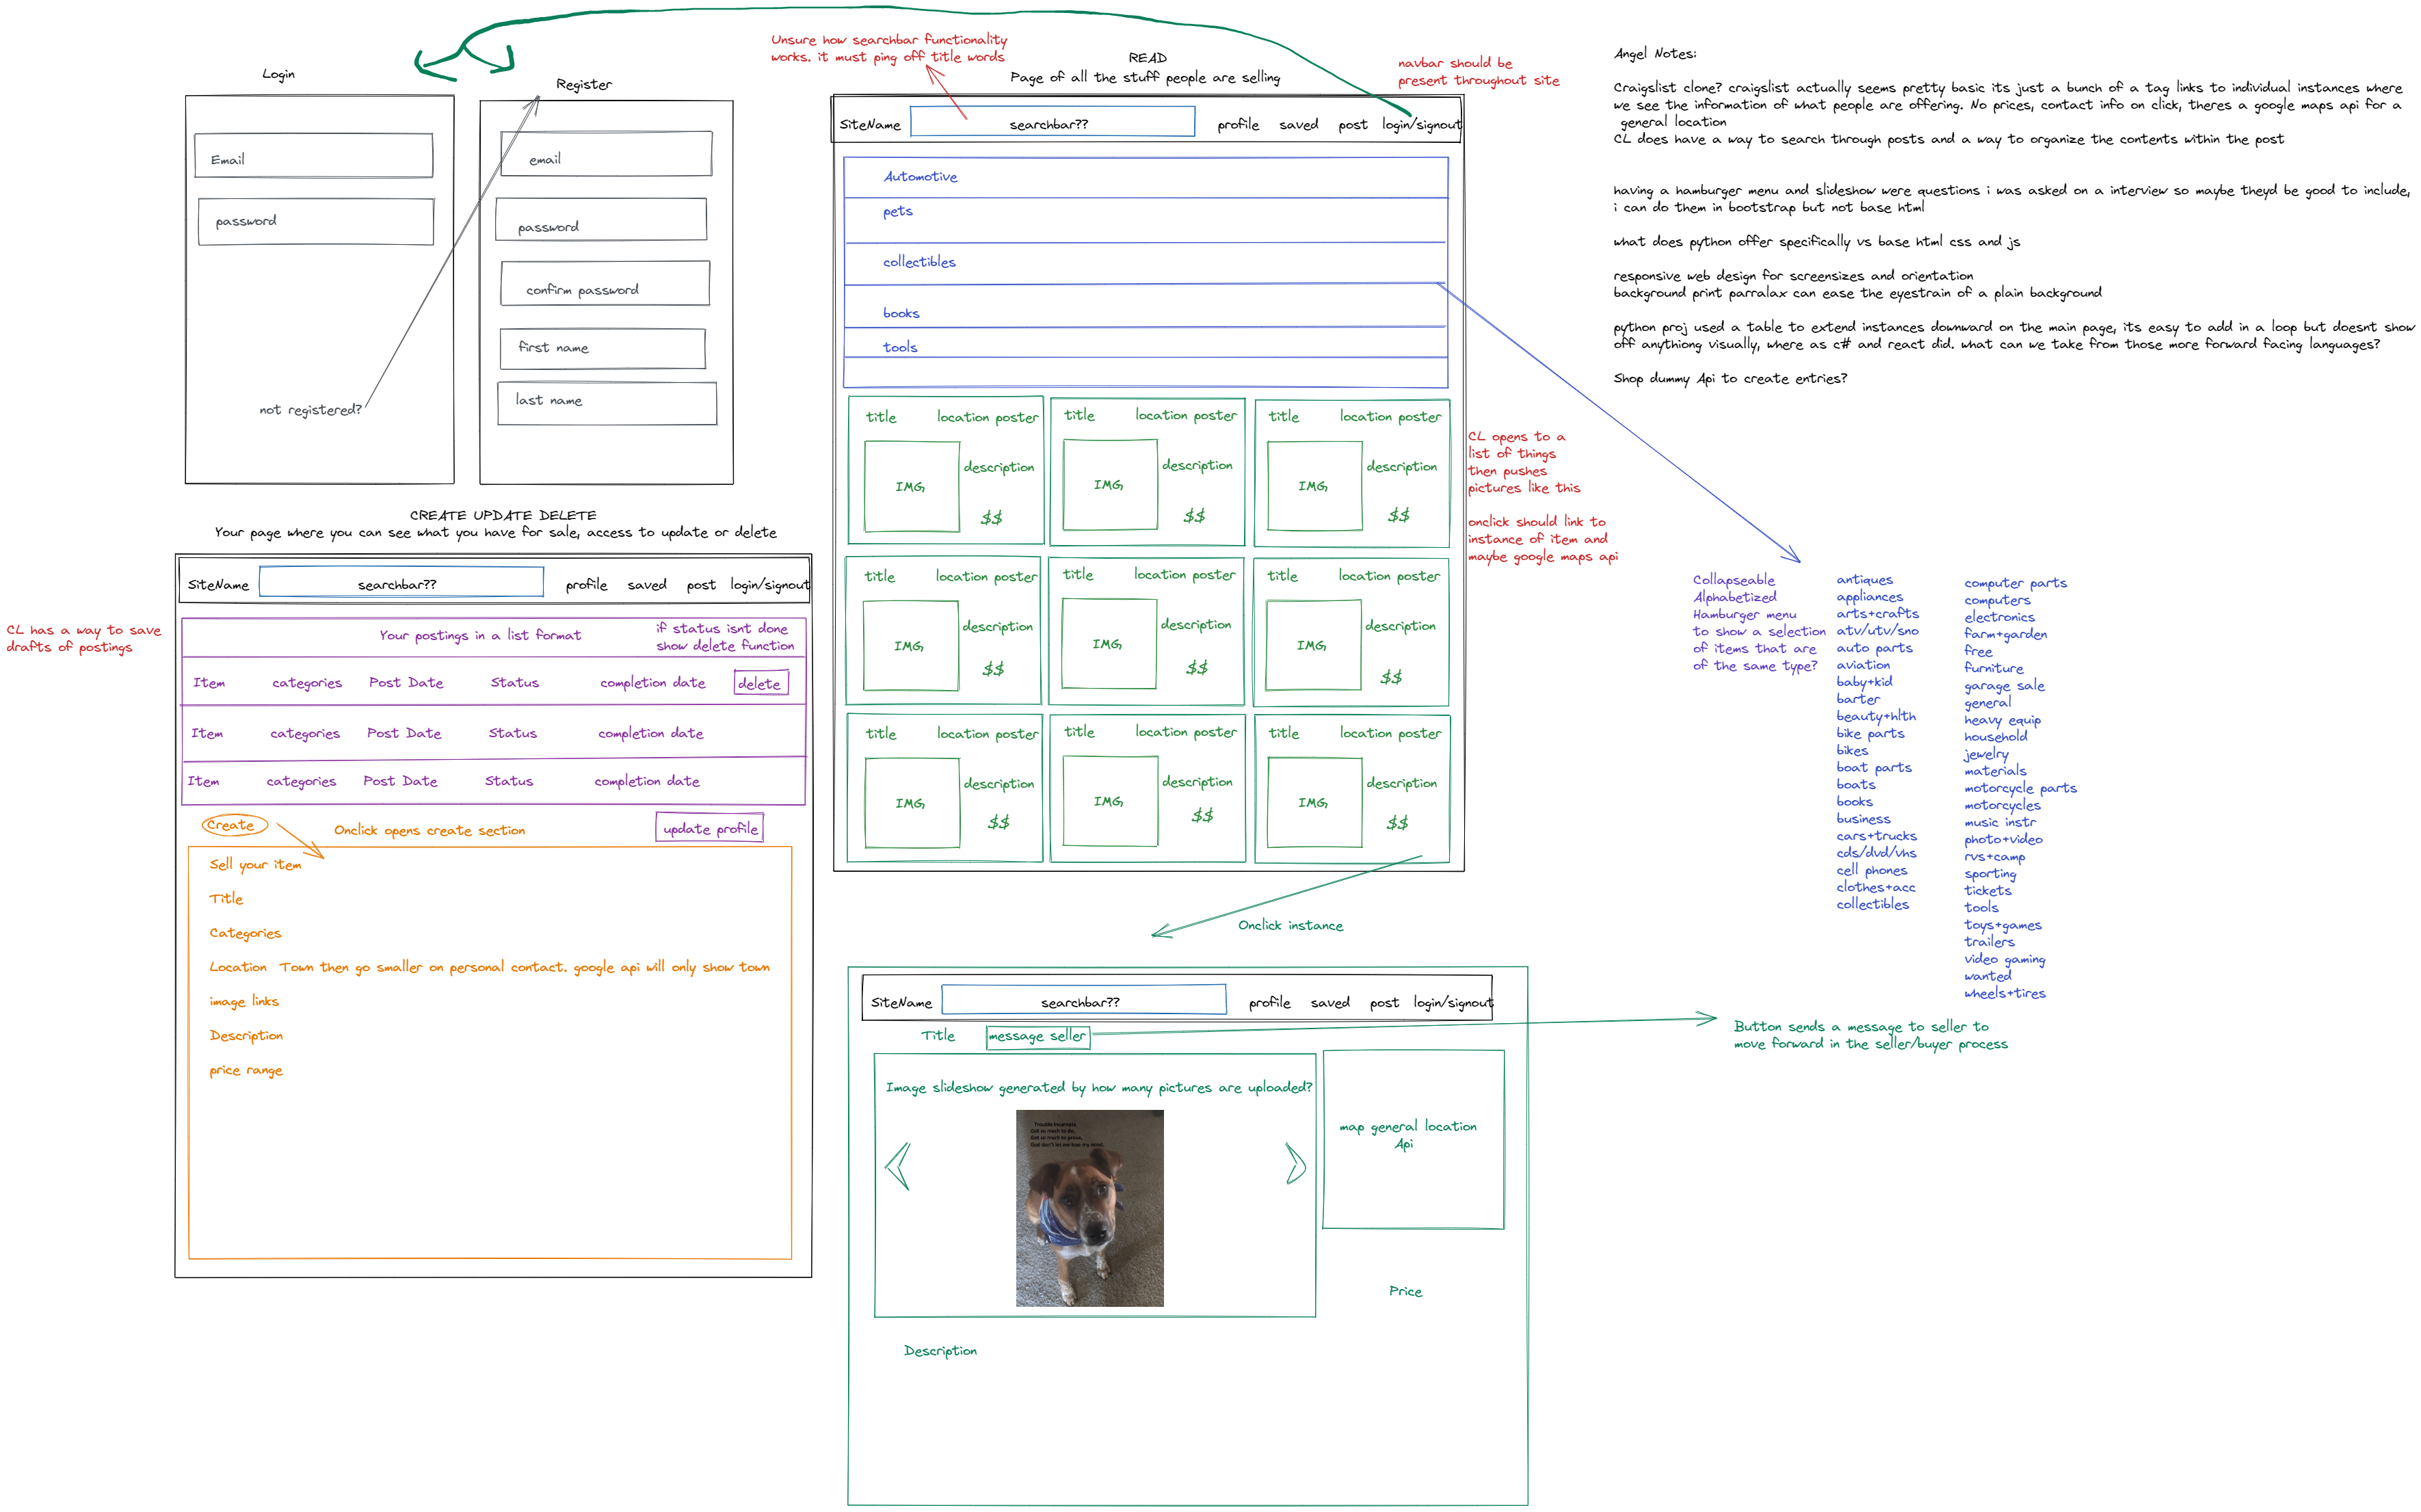 Login
Email
password
not registered?
Register
email
password
confirm password
first name
last name
Unsure how searchbar functionality
works. it must ping off title words
READ
Page of all the stuff people are selling
navbar should be
present throughout site
SiteName searchbar?? profile saved post login/signout
Automotive
pets
collectibles
books
tools
title location poster title location poster title location poster
description description description
IMG IMG IMG
$$ $$ $$
title location poster title location poster title location poster
description description description
IMG IMG IMG
$$ $$ $$
title location poster title location poster title location poster
description description description
IMG IMG IMG
$$ $$ $$
CL opens to a
list of things
then pushes
pictures like this
onclick should link to
instance of item and
maybe google maps api
Angel Notes:
Craigslist clone? craigslist actually seems pretty basic its just a bunch of a tag links to individual instances where
we see the information of what people are offering. No prices, contact info on click, theres a google maps api for a
general location
CL does have a way to search through posts and a way to organize the contents within the post
having a hamburger menu and slideshow were questions i was asked on a interview so maybe theyd be good to include,
i can do them in bootstrap but not base html
what does python offer specifically vs base html css and js
responsive web design for screensizes and orientation
background print parralax can ease the eyestrain of a plain background
python proj used a table to extend instances downward on the main page, its easy to add in a loop but doesnt show
off anythiong visually, where as c# and react did. what can we take from those more forward facing languages?
Shop dummy Api to create entries?
CREATE UPDATE DELETE
Your page where you can see what you have for sale, access to update or delete
SiteName searchbar?? profile saved post login/signout
CL has a way to save
drafts of postings
Your postings in a list format
if status isnt done
show delete function
Item categories Post Date Status completion date delete
Item categories Post Date Status completion date
Item categories Post Date Status completion date
Create
Onclick opens create section
update profile
Sell your item
Title
Categories
Location Town then go smaller on personal contact. google api will only show town
image links
Description
price range
Collapseable
Alphabetized
Hamburger menu
to show a selection
of items that are
of the same type?
antiques
appliances
arts+crafts
atv/utv/sno
auto parts
aviation
baby+kid
barter
beauty+hlth
bike parts
bikes
boat parts
boats
books
business
cars+trucks
cds/dvd/vhs
cell phones
clothes+acc
collectibles
computer parts
computers
electronics
farm+garden
free
furniture
garage sale
general
heavy equip
household
jewelry
materials
motorcycle parts
motorcycles
music instr
photo+video
rvs+camp
sporting
tickets
tools
toys+games
trailers
video gaming
wanted
wheels+tires
Onclick instance
SiteName searchbar?? profile saved post login/signout
Title message seller
Button sends a message to seller to
move forward in the seller/buyer process
Image slideshow generated by how many pictures are uploaded?
Trouble Incarnate
Got so much to do,
Got so much to prove,
God don't let me lose my mind.
map general location
Api
Price
Description